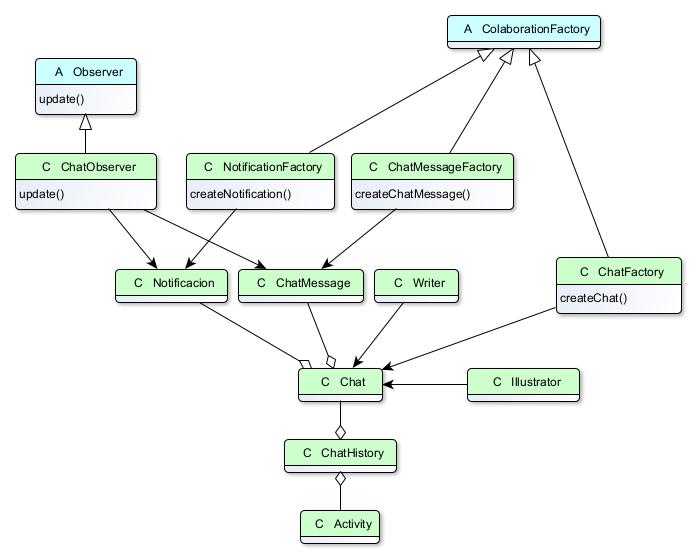 A ColaborationFactory
A Observer
update()
C ChatObserver
update()
C NotificationFactory
createNotification()
C ChatMessageFactory
createChatMessage()
C ChatFactory
createChat()
C Notificacion
C ChatMessage
C Writer
C Chat
C Illustrator
C ChatHistory
C Activity